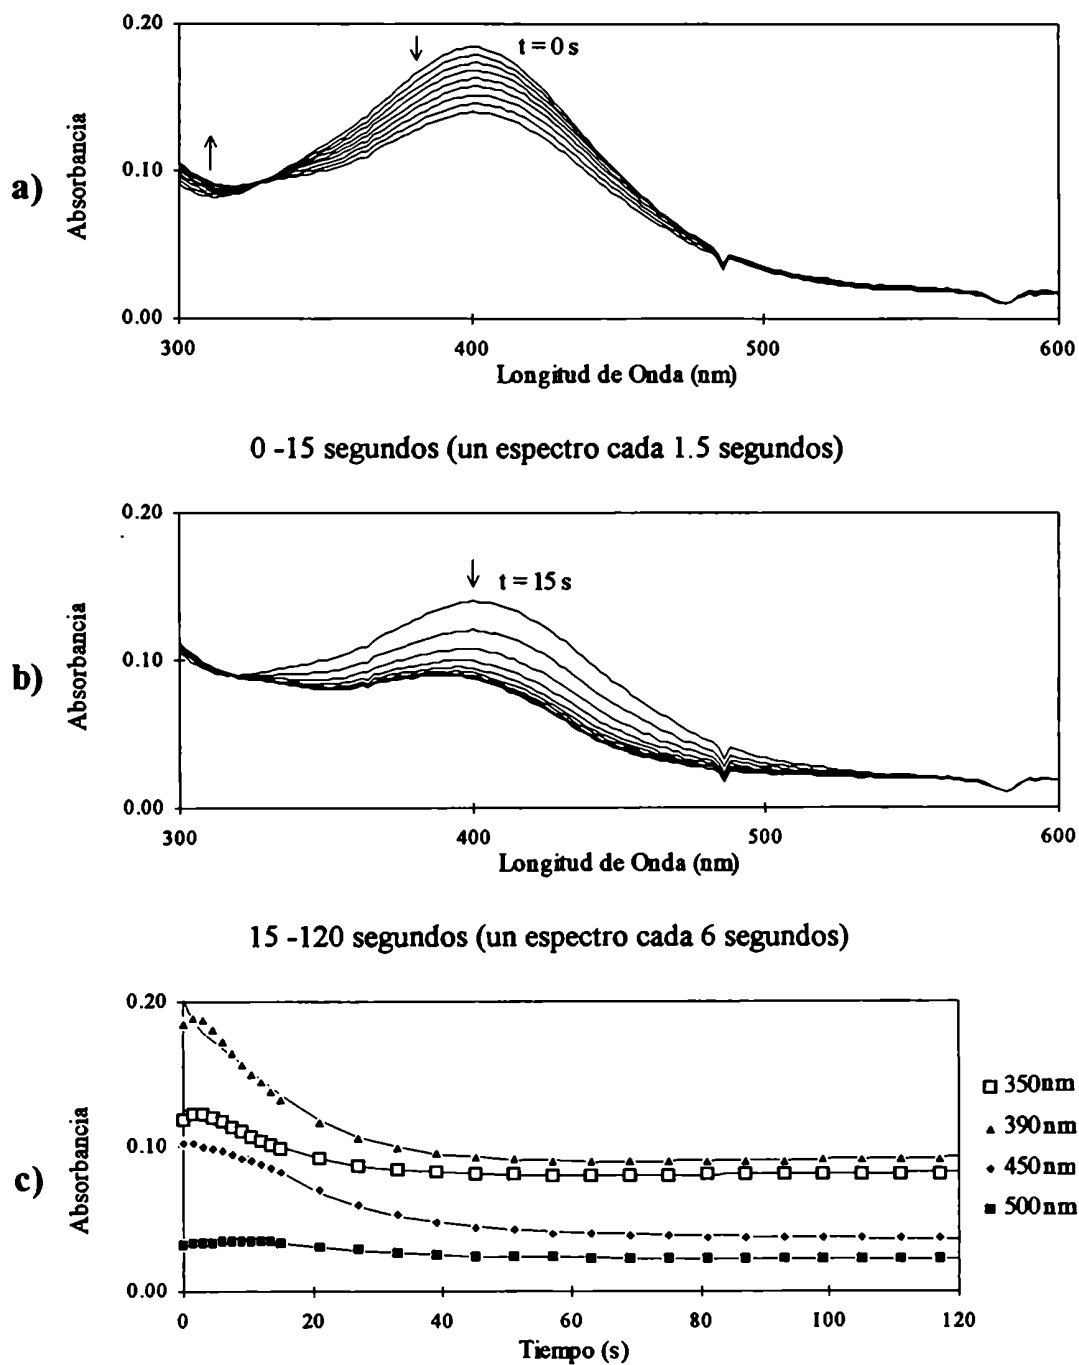 a)
Absorbancia
0.20
0.10
0.00
t = 0 s
300 400 500 600
Longitud de Onda (nm)
0 -15 segundos (un espectro cada 1.5 segundos)
b)
Absorbancia
0.20
0.10
0.00
t = 15 s
300 400 500 600
Longitud de Onda (nm)
15 -120 segundos (un espectro cada 6 segundos)
c)
Absorbancia
0.20
0.10
0.00
350nm
390nm
450nm
500nm
0 20 40 60 80 100 120
Tiempo (s)